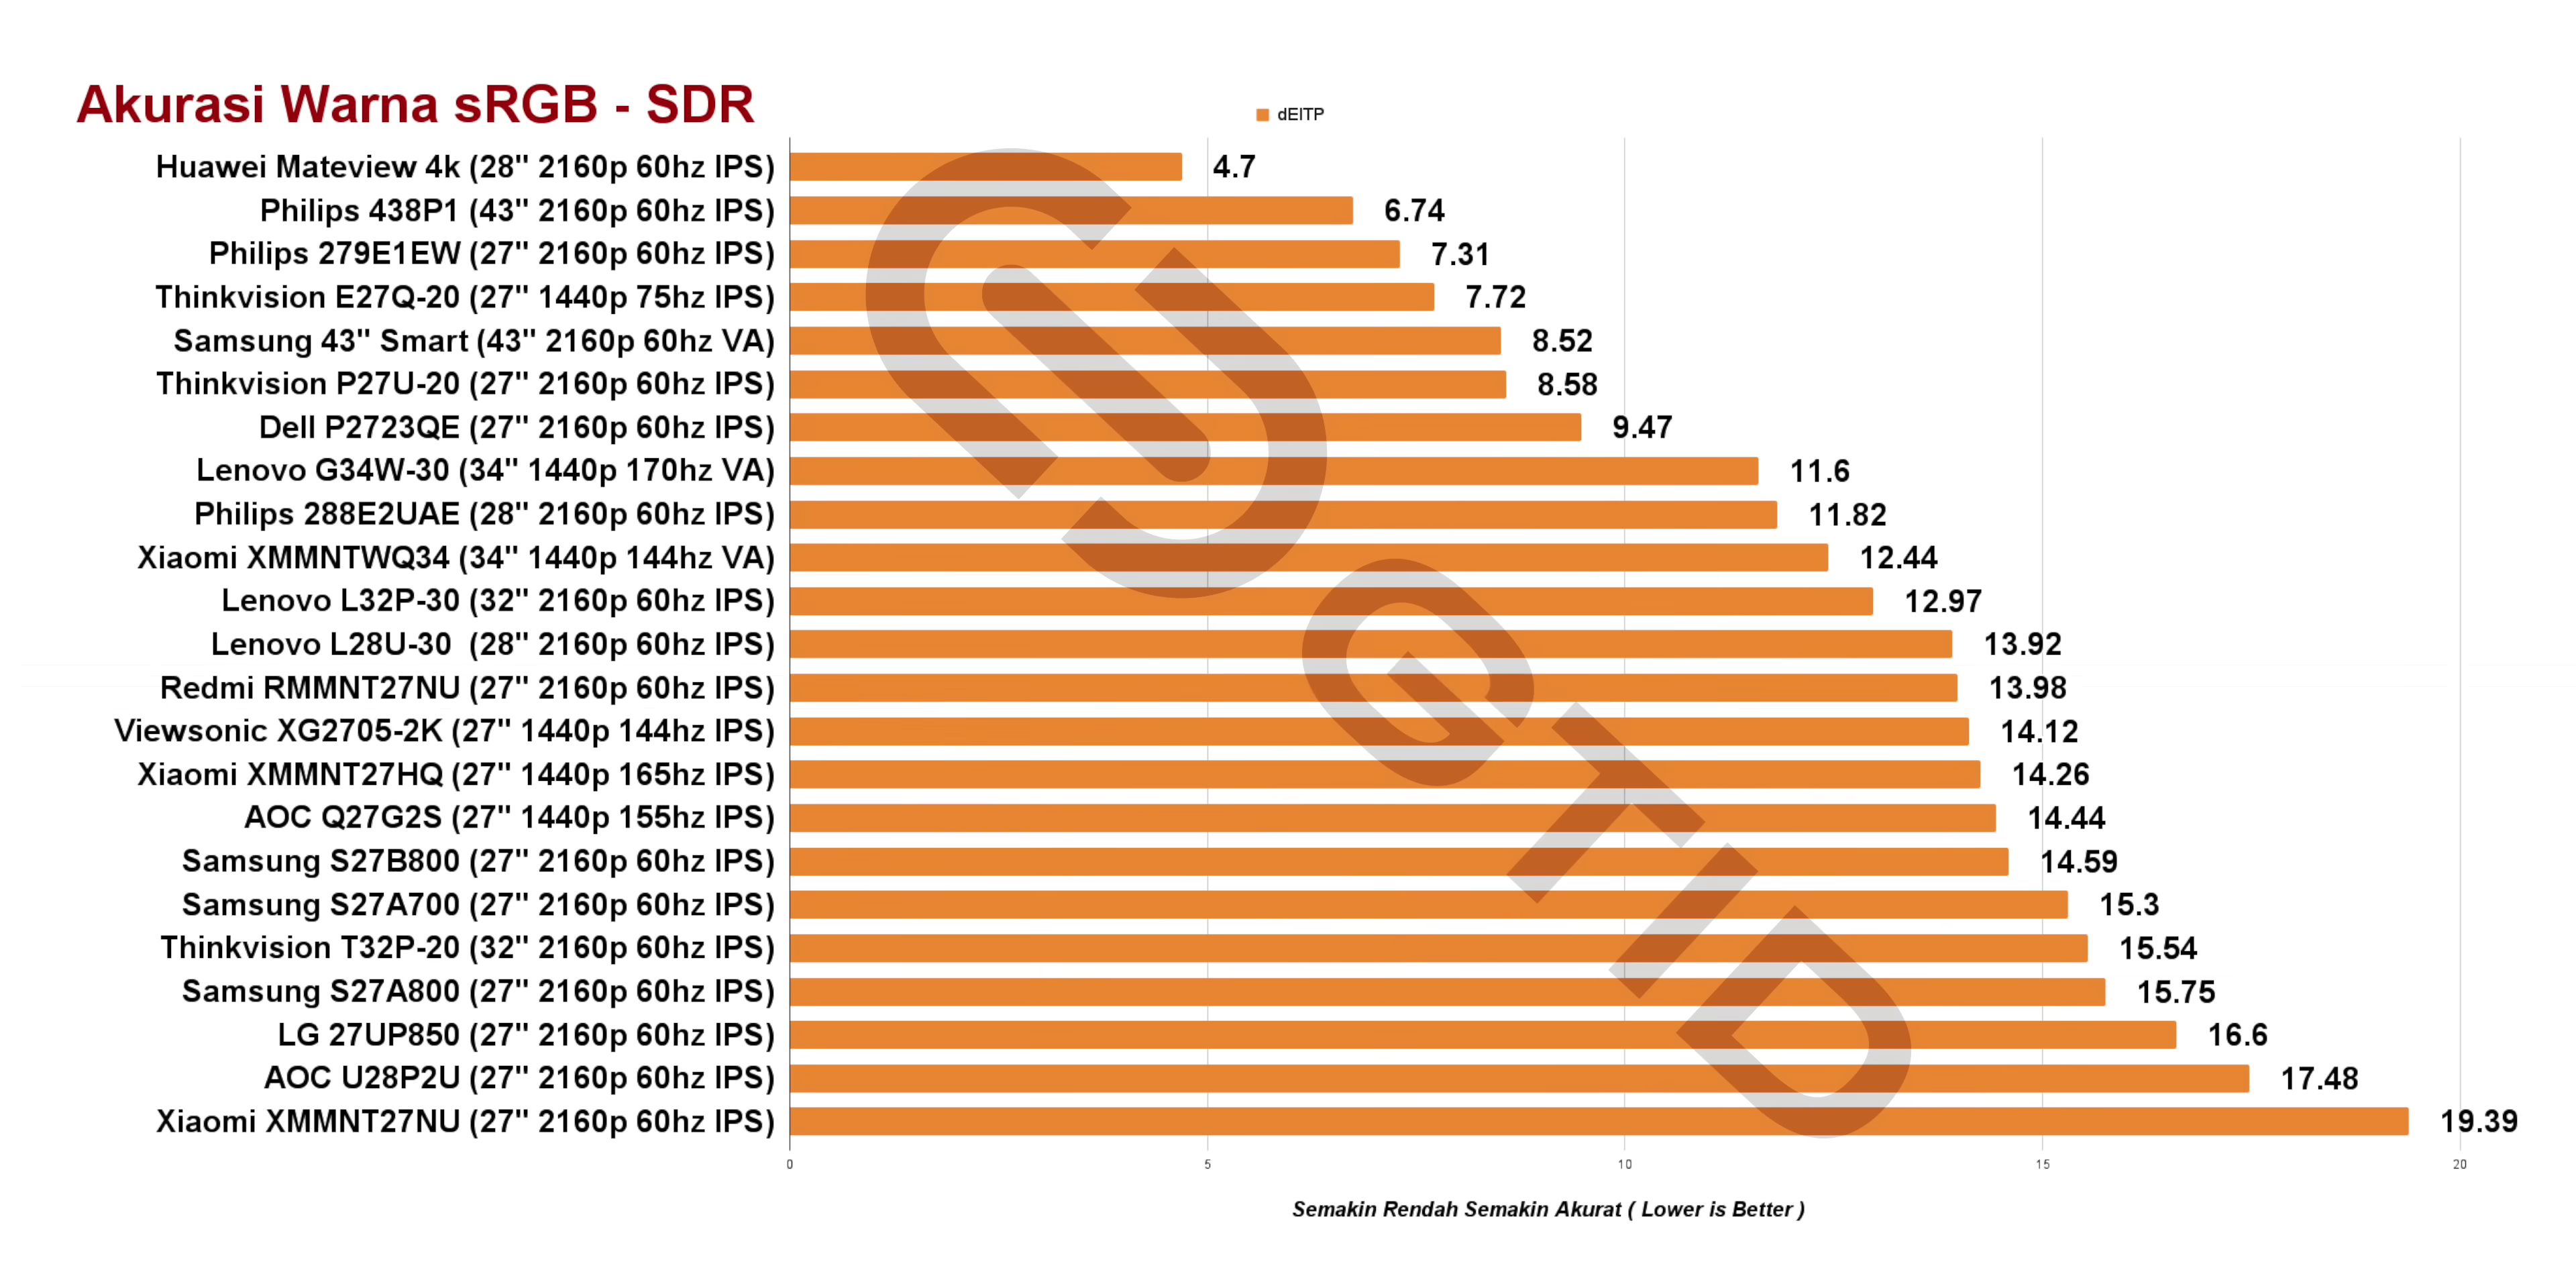 Akurasi Warna sRGB - SDR
dEITP
Huawei Mateview 4k (28" 2160p 60hz IPS) 4.7
Philips 438P1 (43" 2160p 60hz IPS) 6.74
Philips 279E1EW (27" 2160p 60hz IPS) 7.31
Thinkvision E27Q-20 (27" 1440p 75hz IPS) 7.72
Samsung 43" Smart (43" 2160p 60hz VA) 8.52
Thinkvision P27U-20 (27" 2160p 60hz IPS) 8.58
Dell P2723QE (27" 2160p 60hz IPS) 9.47
Lenovo G34W-30 (34" 1440p 170hz VA) 11.6
Philips 288E2UAE (28" 2160p 60hz IPS) 11.82
Xiaomi XMMNTWQ34 (34" 1440p 144hz VA) 12.44
Lenovo L32P-30 (32" 2160p 60hz IPS) 12.97
Lenovo L28U-30 (28" 2160p 60hz IPS) 13.92
Redmi RMMNT27NU (27" 2160p 60hz IPS) 13.98
Viewsonic XG2705-2K (27" 1440p 144hz IPS) 14.12
Xiaomi XMMNT27HQ (27" 1440p 165hz IPS) 14.26
AOC Q27G2S (27" 1440p 155hz IPS) 14.44
Samsung S27B800 (27" 2160p 60hz IPS) 14.59
Samsung S27A700 (27" 2160p 60hz IPS) 15.3
Thinkvision T32P-20 (32" 2160p 60hz IPS) 15.54
Samsung S27A800 (27" 2160p 60hz IPS) 15.75
LG 27UP850 (27" 2160p 60hz IPS) 16.6
AOC U28P2U (27" 2160p 60hz IPS) 17.48
Xiaomi XMMNT27NU (27" 2160p 60hz IPS) 19.39
0 5 10 15 20
Semakin Rendah Semakin Akurat ( Lower is Better )
GTID